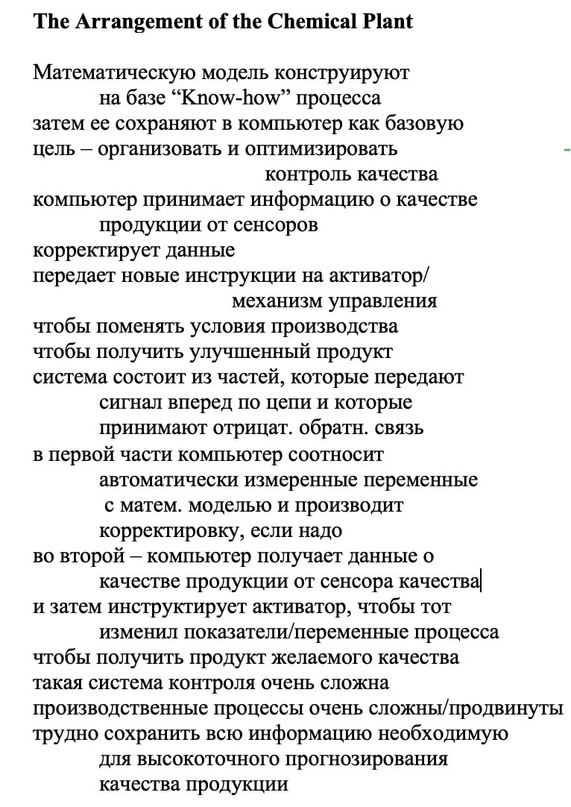 The Arrangement of the Chemical Plant
Математическую модель конструируют
на базе “Know-how” процесса
затем ее сохраняют в компьютер как базовую
цель – организовать и оптимизировать
контроль качества
компьютер принимает информацию о качестве
продукции от сенсоров
корректирует данные
передает новые инструкции на активатор/
механизм управления
чтобы поменять условия производства
чтобы получить улучшенный продукт
система состоит из частей, которые передают
сигнал вперед по цепи и которые
принимают отрицат. обратн. связь
в первой части компьютер соотносит
автоматически измеренные переменные
с матем. моделью и производит
корректировку, если надо
во второй – компьютер получает данные о
качестве продукции от сенсора качества
и затем инструктирует активатор, чтобы тот
изменил показатели/переменные процесса
чтобы получить продукт желаемого качества
такая система контроля очень сложна
производственные процессы очень сложны/продвинуты
трудно сохранить всю информацию необходимую
для высокоточного прогнозирования
качества продукции